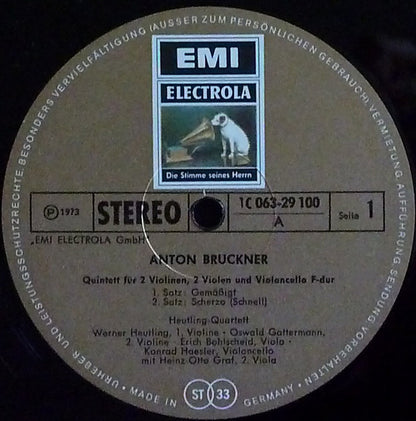 EMI
ELECTROLA
Die Stimme seines Herrn
℗ 1973
STEREO
1C 063-29 100
A
Seite 1
„EMI ELECTROLA GmbH"
ANTON BRUCKNER
Quintett für 2 Violinen, 2 Violen und Violoncello F-dur
1. Satz: Gemäßigt
2. Satz: Scherzo (Schnell)
Heutling-Quartett
Werner Heutling, 1. Violine · Oswald Gattermann,
2. Violine · Erich Bohlscheid, Viola ·
Konrad Haesler, Violoncello
mit Heinz-Otto Graf, 2. Viola
URHEBER UND LEISTUNGSSCHUTZRECHTE, BESONDERS VERVIELFÄLTIGUNG (AUSSER ZUM PERSÖNLICHEN GEBRAUCH), VERMIETUNG, AUFFÜHRUNG, SENDUNG VORBEHALTEN
· MADE IN ST 33 GERMANY ·